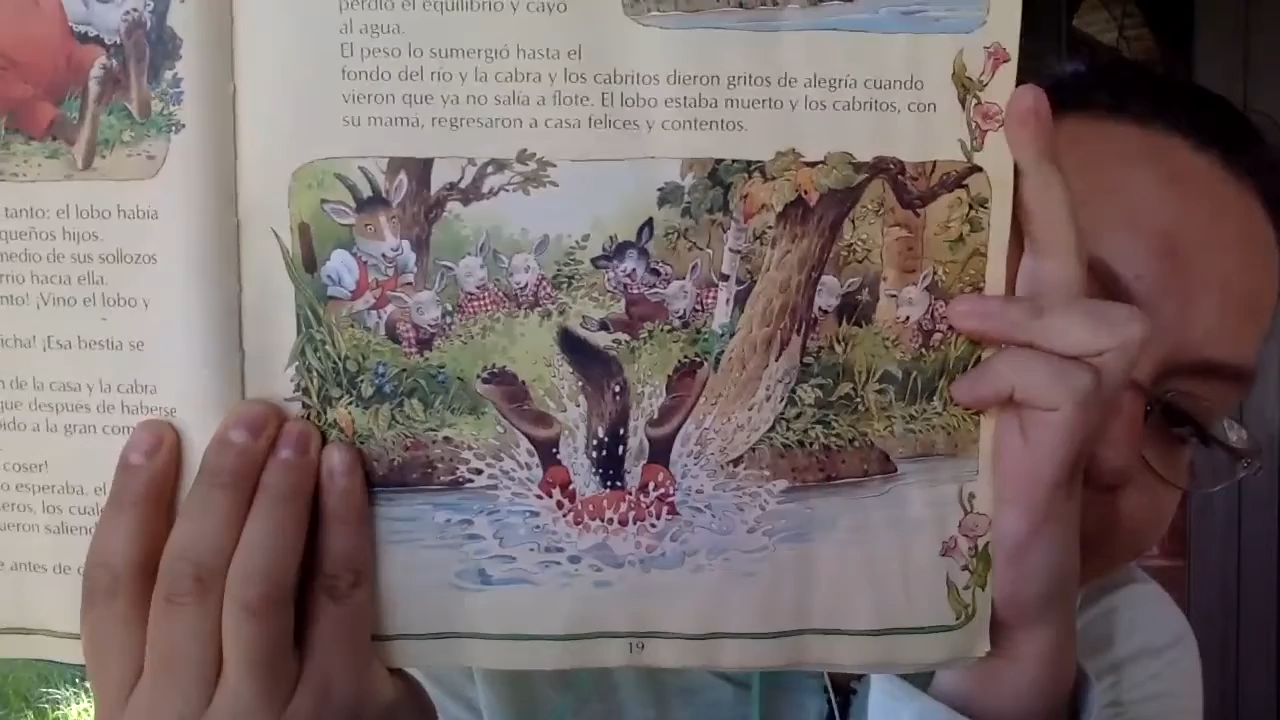 tanto: el lobo había
queños hijos.
medio de sus sollozos
rrio hacia ella.
nto! ¡Vino el lobo y
icha! ¡Esa bestia se
de la casa y la cabra
que después de haberse
ido a la gran com
coser!
o esperaba, el
eros, los cual
ueron saliend
e antes de
perdió el equilibrio y cayó
al agua.
El peso lo sumergió hasta el
fondo del río y la cabra y los cabritos dieron gritos de alegría cuando
vieron que ya no salía a flote. El lobo estaba muerto y los cabritos, con
su mamá, regresaron a casa felices y contentos.
19